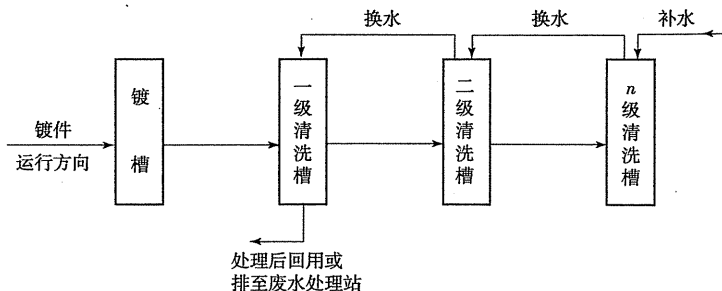 换水
换水
补水
镀槽
一级清洗槽
二级清洗槽
n级清洗槽
镀件
运行方向
处理后回用或
排至废水处理站